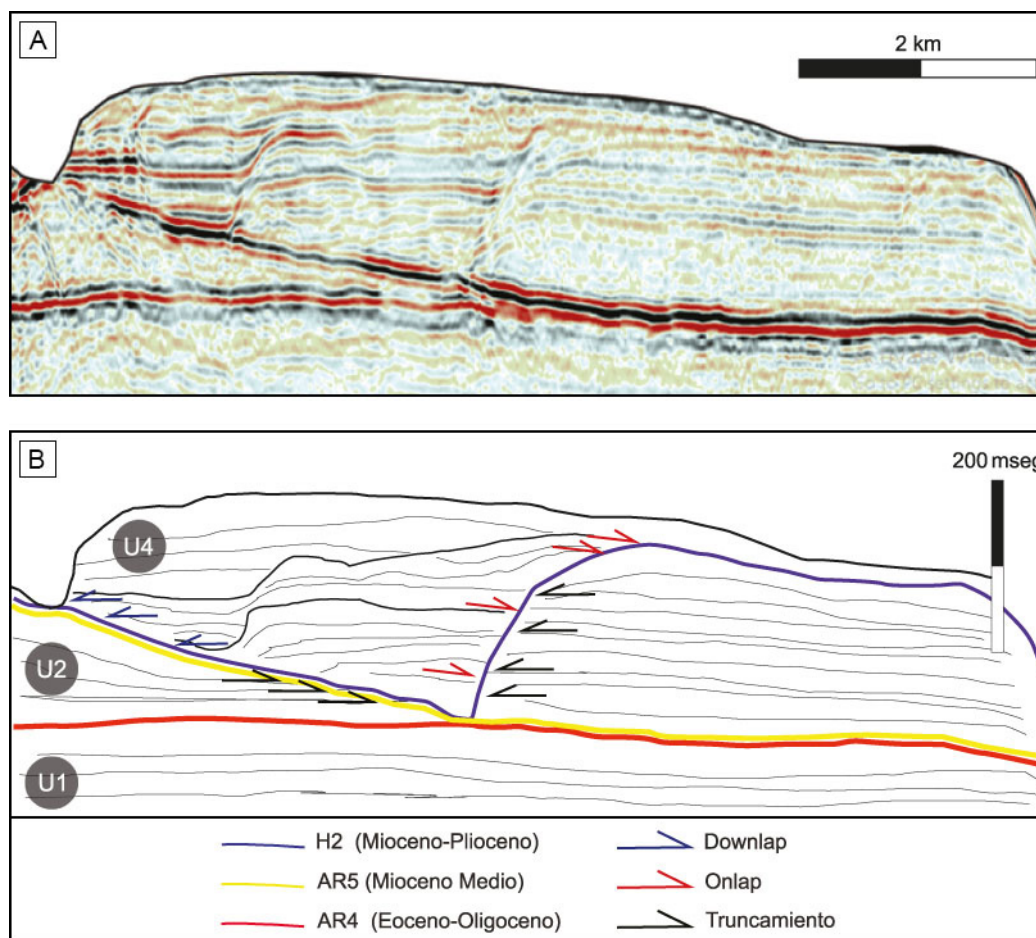 A
2 km
B
200 mseg
U4
U2
U1
H2 (Mioceno-Plioceno)
Downlap
AR5 (Mioceno Medio)
Onlap
AR4 (Eoceno-Oligoceno)
Truncamiento